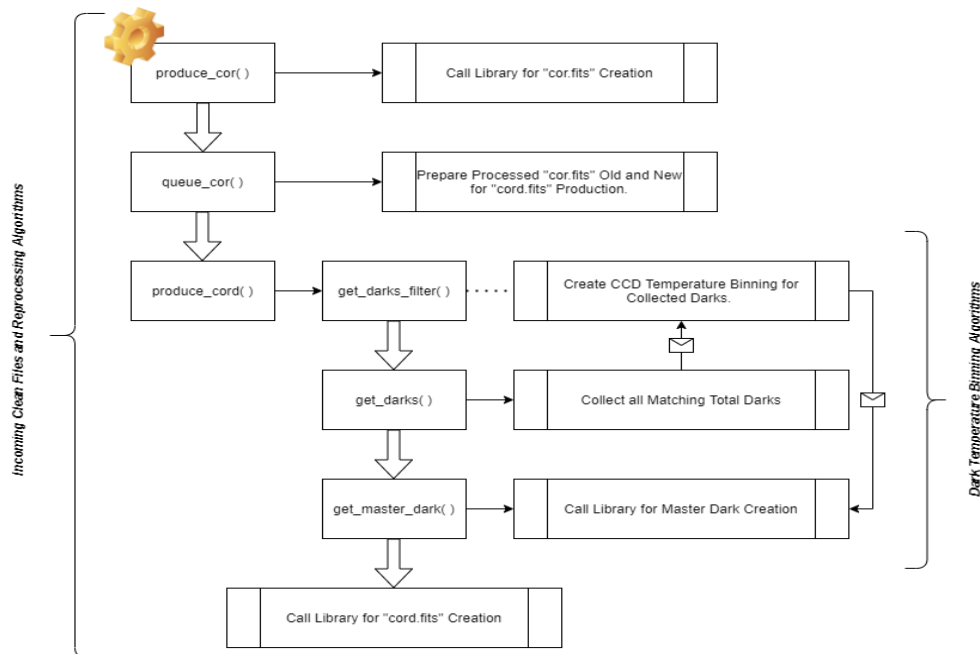 produce_cor( )
Call Library for "cor.fits" Creation
queue_cor( )
Prepare Processed "cor.fits" Old and New
for "cord.fits" Production.
produce_cord( )
get_darks_filter( )
Create CCD Temperature Binning for
Collected Darks.
get_darks( )
Collect all Matching Total Darks
get_master_dark( )
Call Library for Master Dark Creation
Call Library for "cord.fits" Creation
Incoming Clean Files and Reprocessing Algorithms
Dark Temperature Binning Algorithms